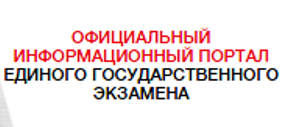 ОФИЦИАЛЬНЫЙ
ИНФОРМАЦИОННЫЙ ПОРТАЛ
ЕДИНОГО ГОСУДАРСТВЕННОГО
ЭКЗАМЕНА